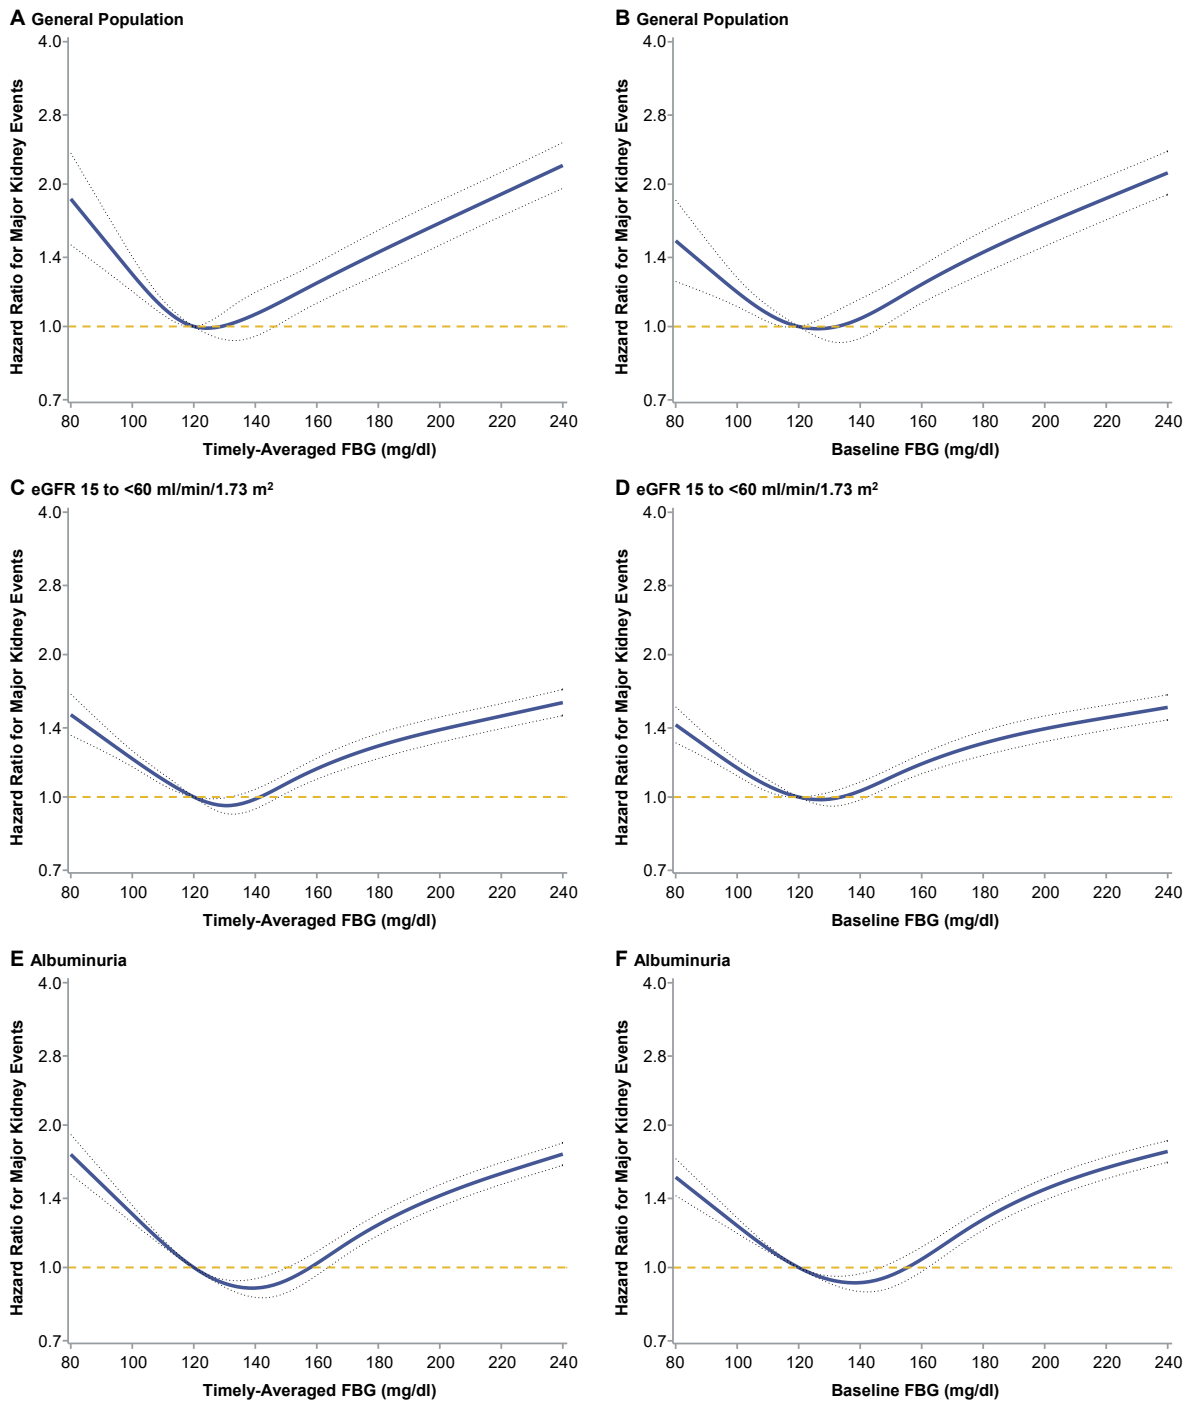 A General Population
Hazard Ratio for Major Kidney Events
4.0
2.8
2.0
1.4
1.0
0.7
80 100 120 140 160 180 200 220 240
Timely-Averaged FBG (mg/dl)
B General Population
Hazard Ratio for Major Kidney Events
4.0
2.8
2.0
1.4
1.0
0.7
80 100 120 140 160 180 200 220 240
Baseline FBG (mg/dl)
C eGFR 15 to <60 ml/min/1.73 m²
Hazard Ratio for Major Kidney Events
4.0
2.8
2.0
1.4
1.0
0.7
80 100 120 140 160 180 200 220 240
Timely-Averaged FBG (mg/dl)
D eGFR 15 to <60 ml/min/1.73 m²
Hazard Ratio for Major Kidney Events
4.0
2.8
2.0
1.4
1.0
0.7
80 100 120 140 160 180 200 220 240
Baseline FBG (mg/dl)
E Albuminuria
Hazard Ratio for Major Kidney Events
4.0
2.8
2.0
1.4
1.0
0.7
80 100 120 140 160 180 200 220 240
Timely-Averaged FBG (mg/dl)
F Albuminuria
Hazard Ratio for Major Kidney Events
4.0
2.8
2.0
1.4
1.0
0.7
80 100 120 140 160 180 200 220 240
Baseline FBG (mg/dl)